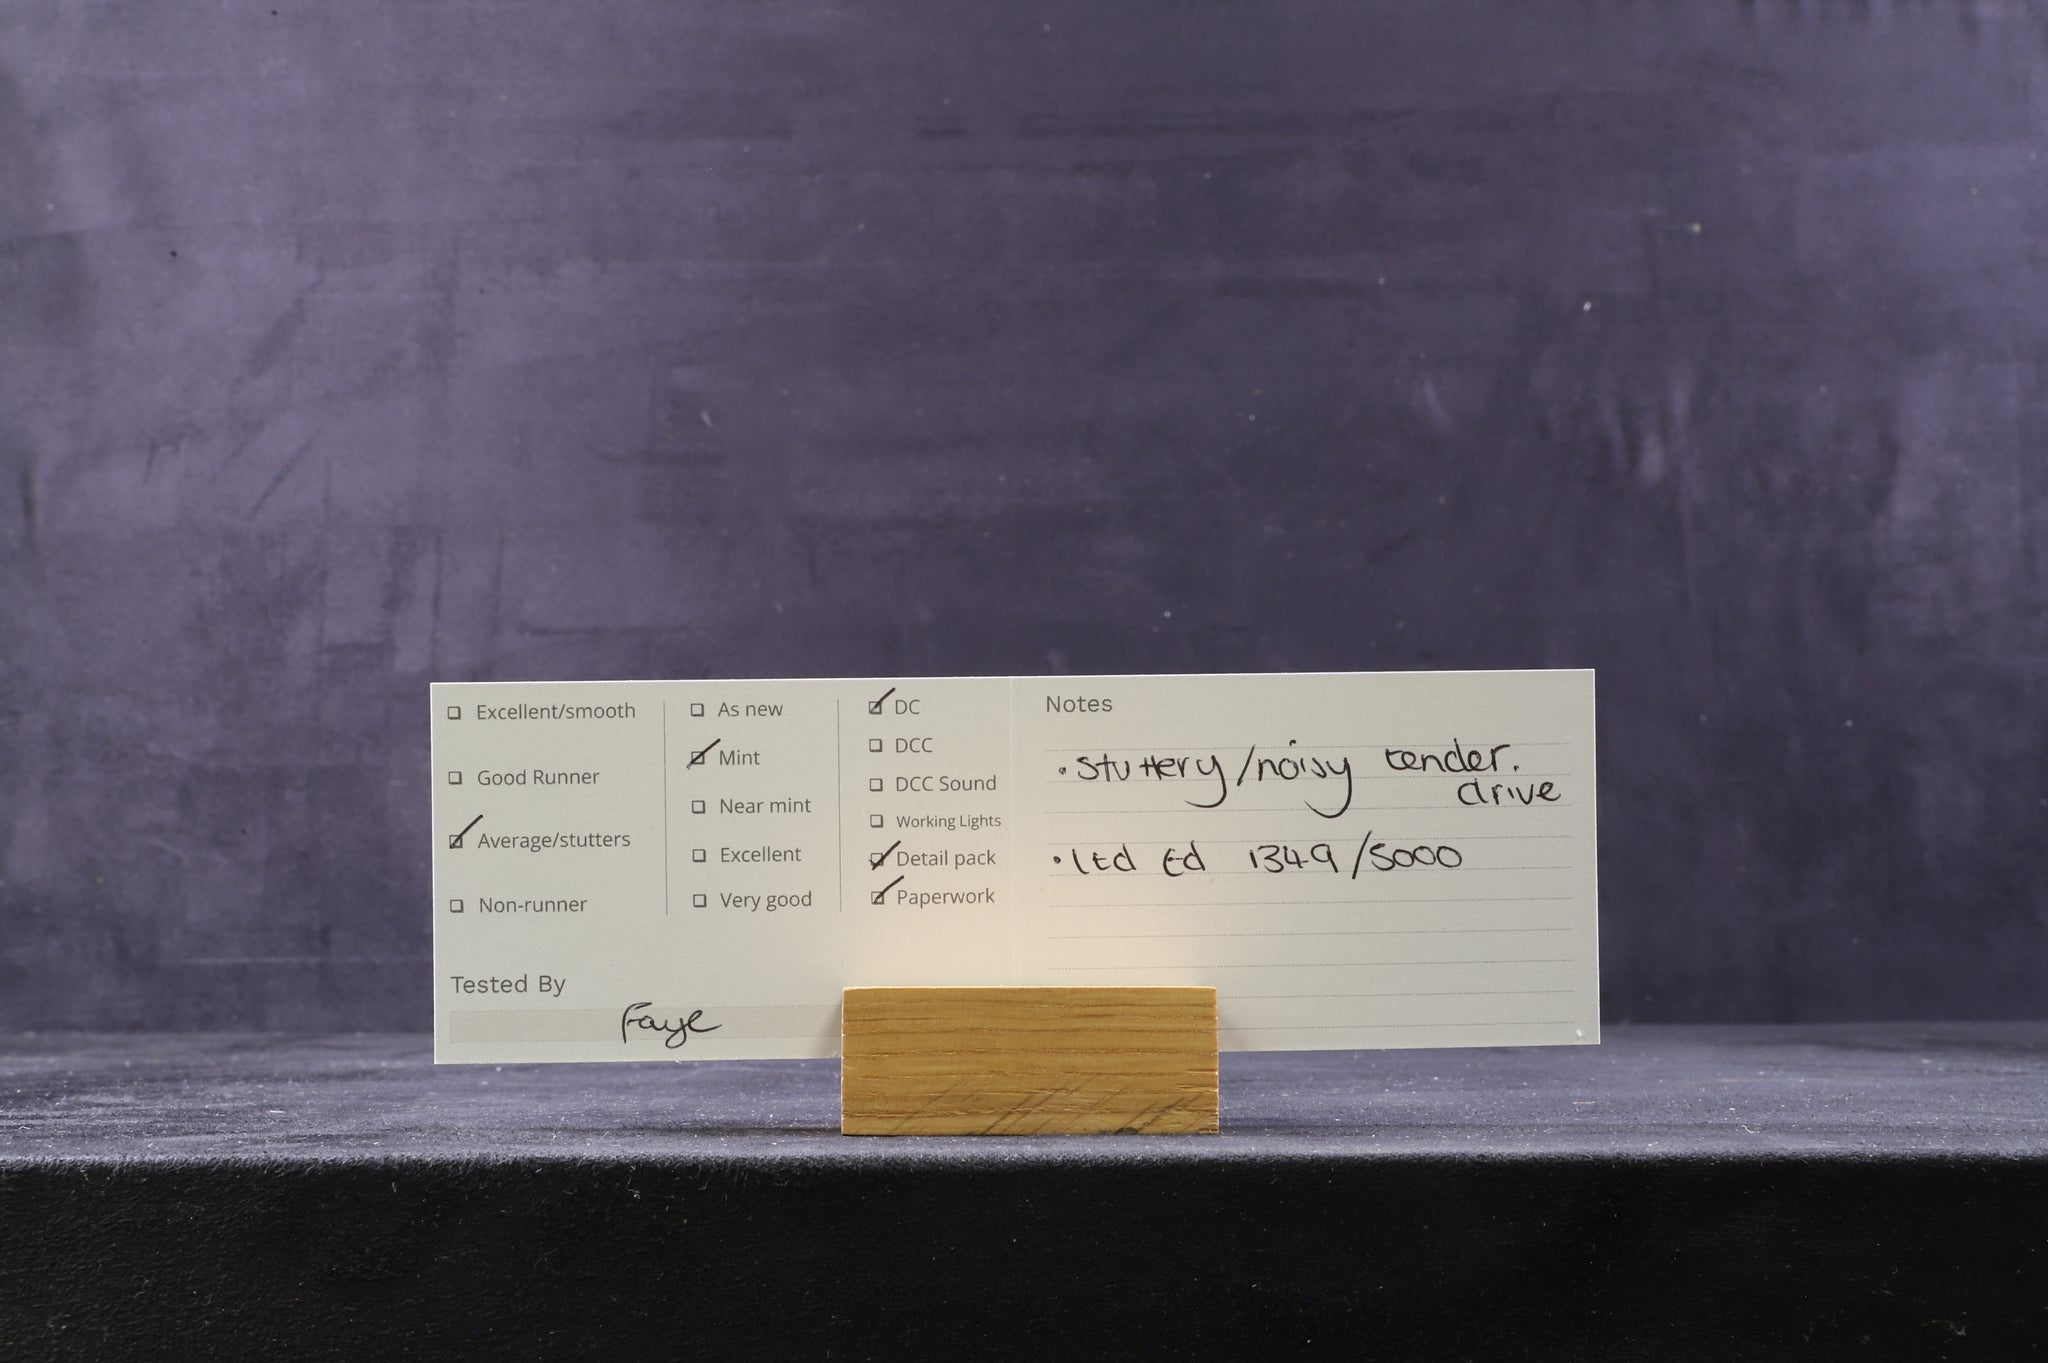 Excellent/smooth
Good Runner
Average/stutters
Non-runner
As new
Mint
Near mint
Excellent
Very good
DC
DCC
DCC Sound
Working Lights
Detail pack
Paperwork
Tested By
Faye
Notes
• Stuttery/noisy tender.
drive
• Ltd Ed 1349/5000